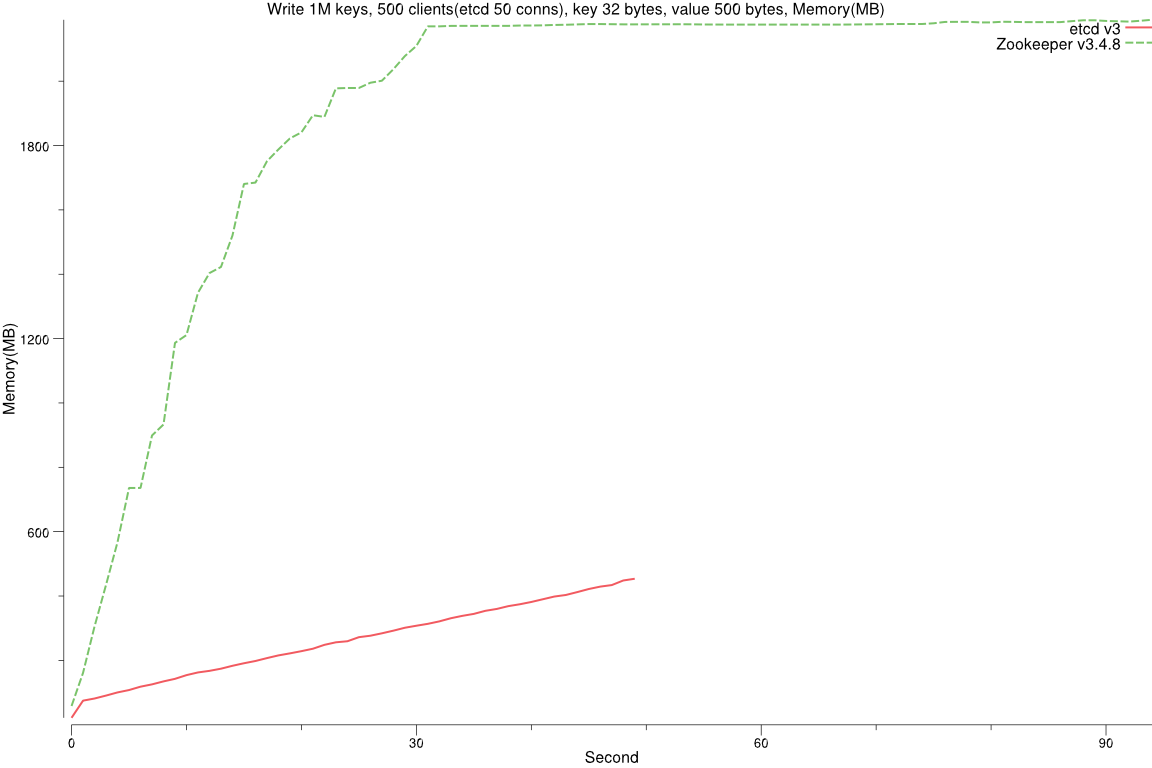 Write 1M keys, 500 clients(etcd 50 conns), key 32 bytes, value 500 bytes, Memory(MB)
etcd v3
Zookeeper v3.4.8
1800
1200
600
Memory(MB)
0
30
60
90
Second